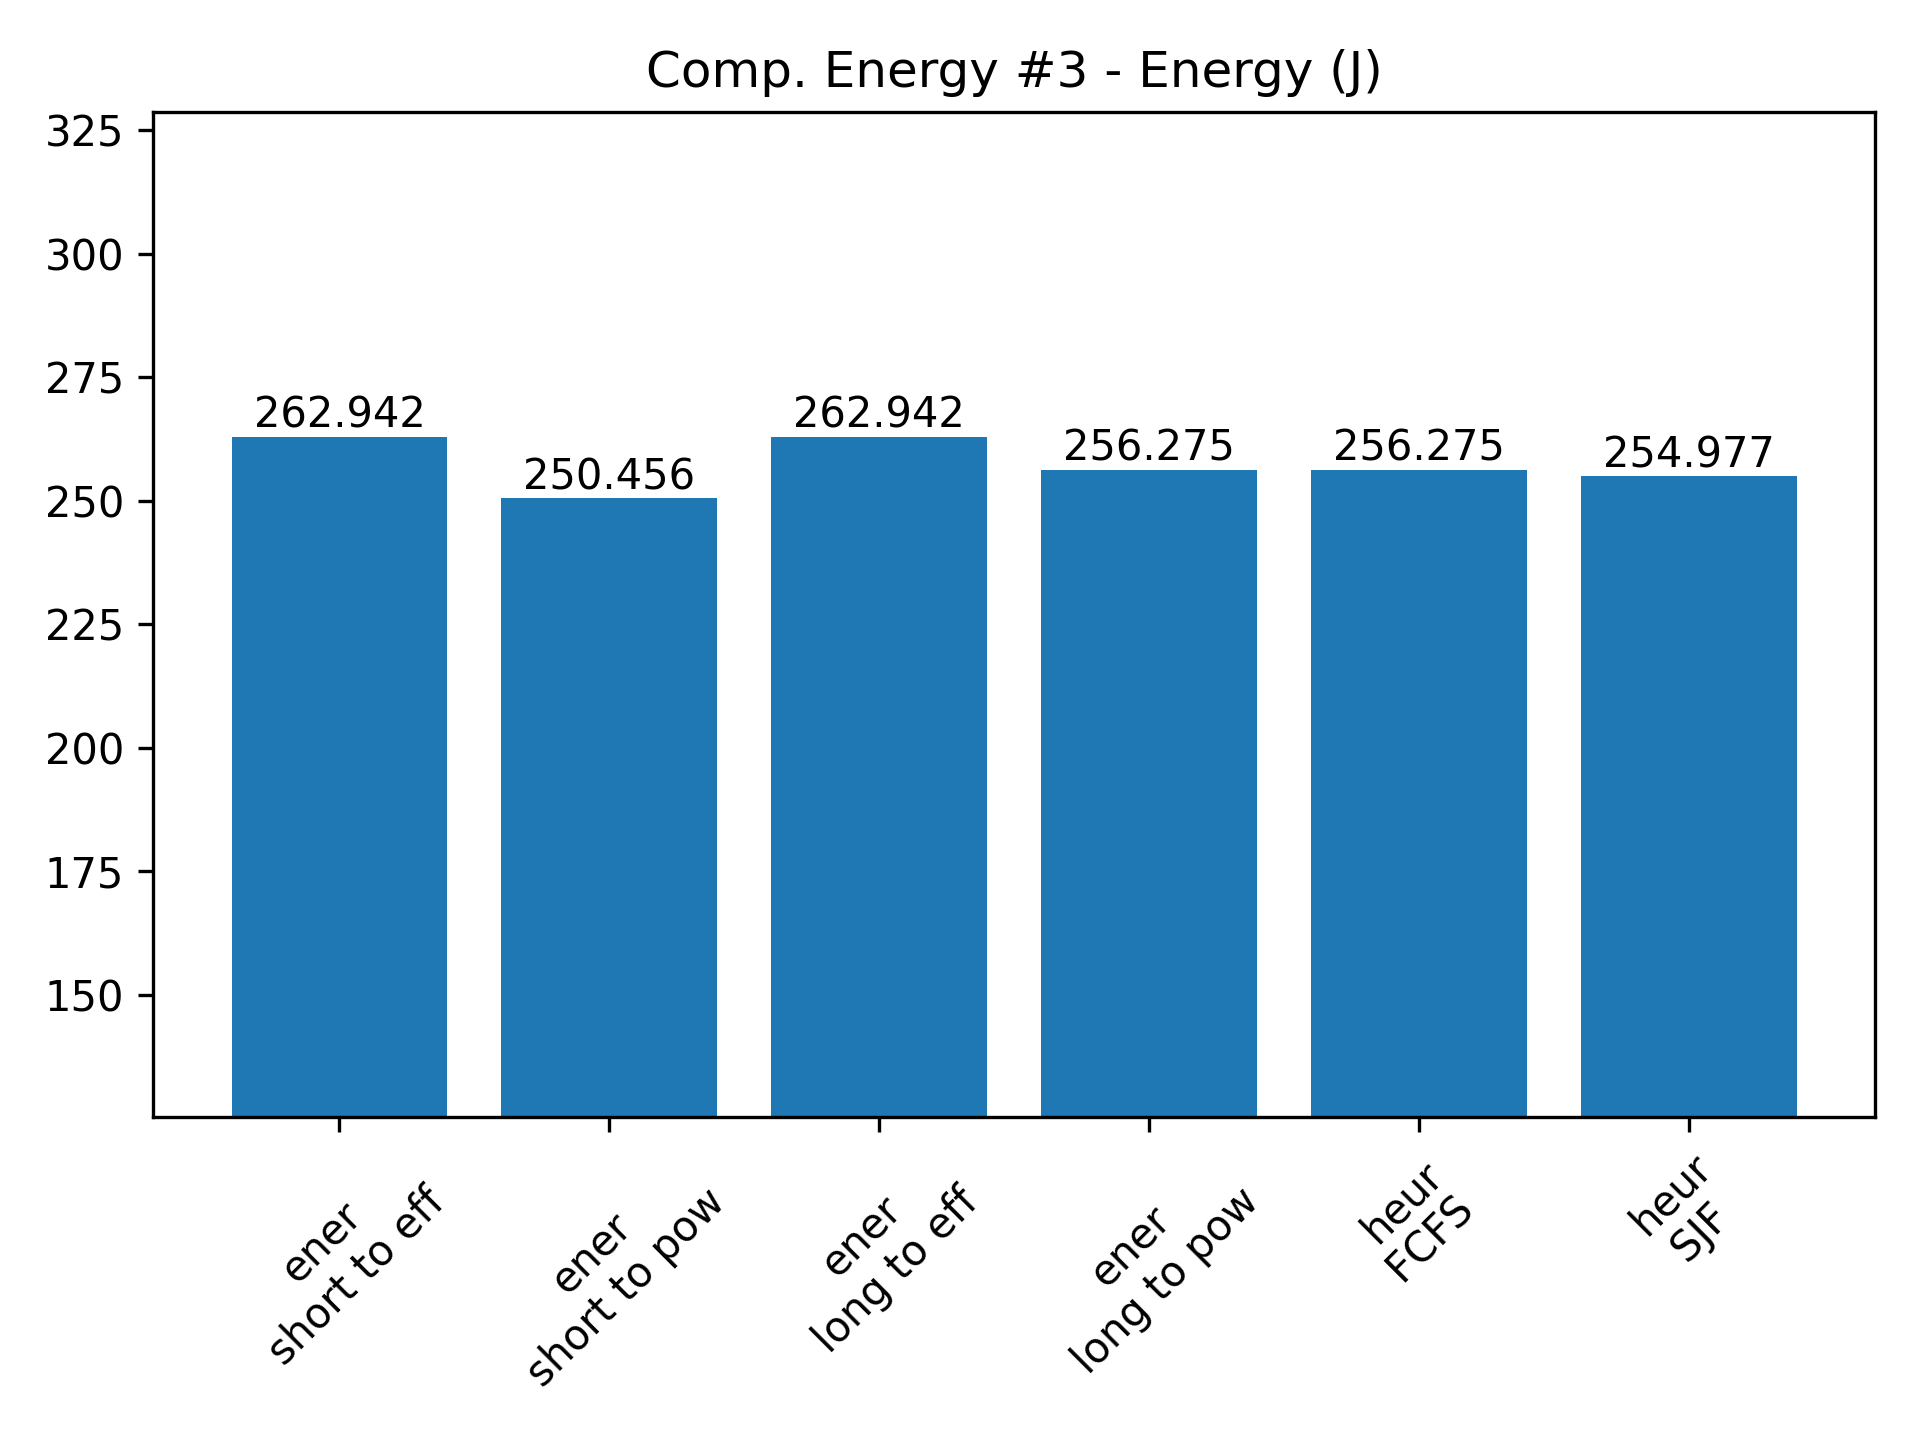 Comp. Energy #3 - Energy (J)
325
300
275
250
225
200
175
150
262.942
250.456
262.942
256.275
256.275
254.977
ener
short to eff
ener
short to pow
ener
long to eff
ener
long to pow
heur
FCFS
heur
SJF